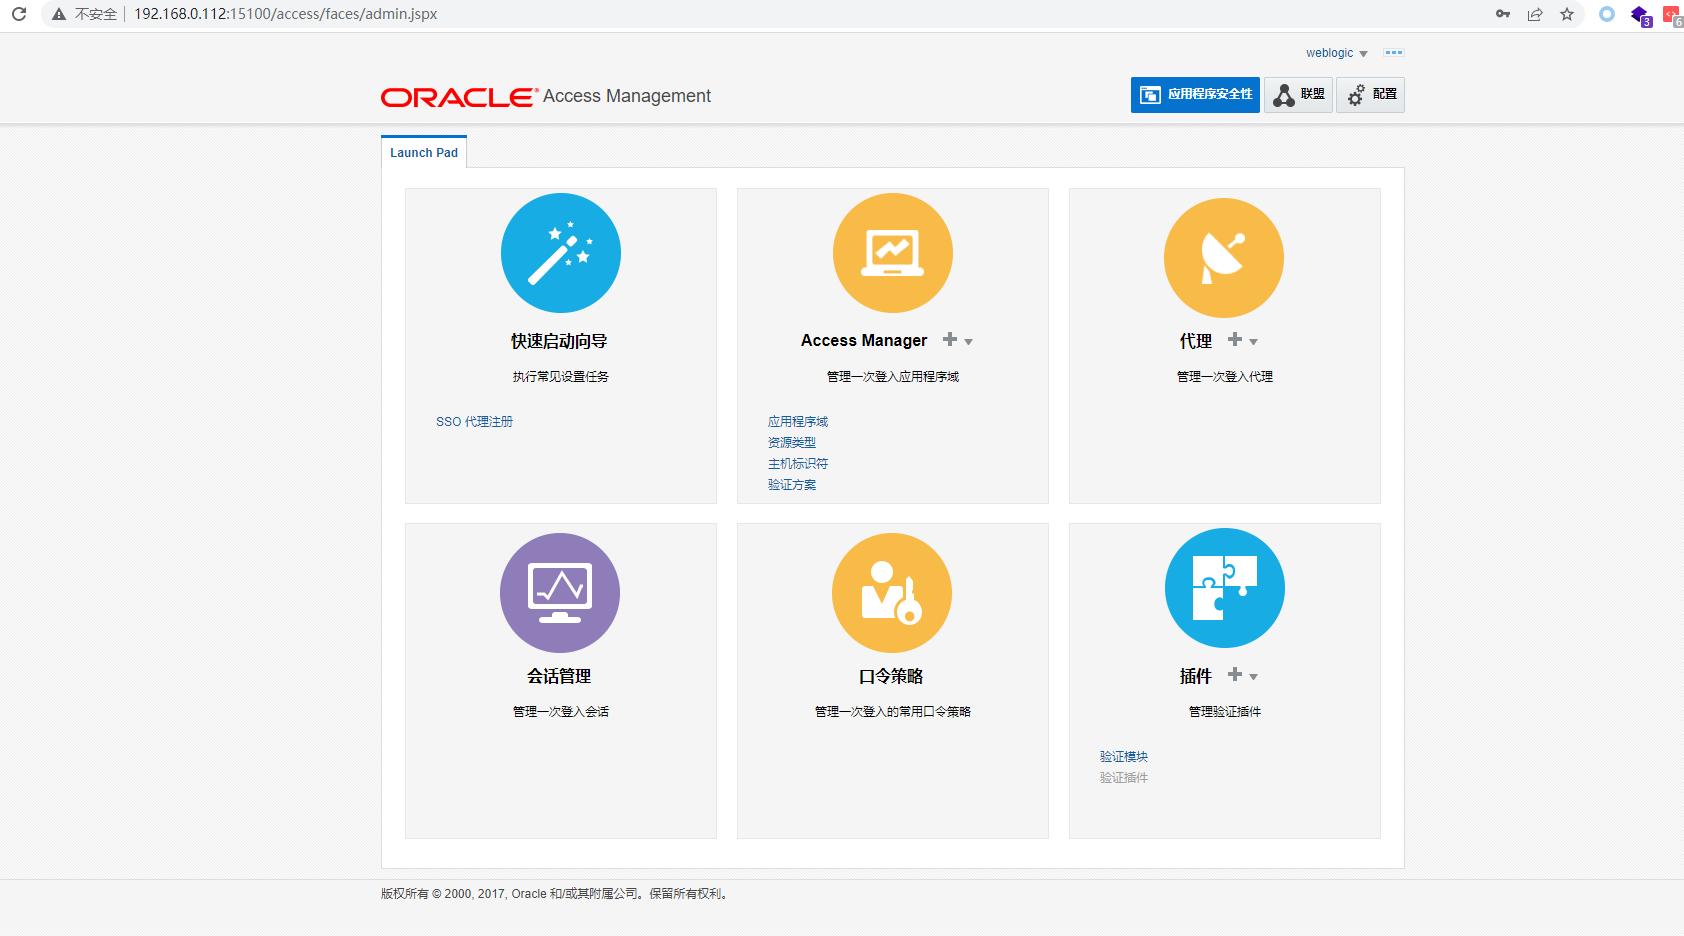 不安全 192.168.0.112:15100/access/faces/admin.jspx
3
6
weblogic
ORACLE Access Management
应用程序安全性
联盟
配置
Launch Pad
快速启动向导
执行常见设置任务
SSO 代理注册
Access Manager
管理一次登入应用程序域
应用程序域
资源类型
主机标识符
验证方案
代理
管理一次登入代理
会话管理
管理一次登入会话
口令策略
管理一次登入的常用口令策略
插件
管理验证插件
验证模块
验证插件
版权所有 © 2000, 2017, Oracle 和/或其附属公司。保留所有权利。